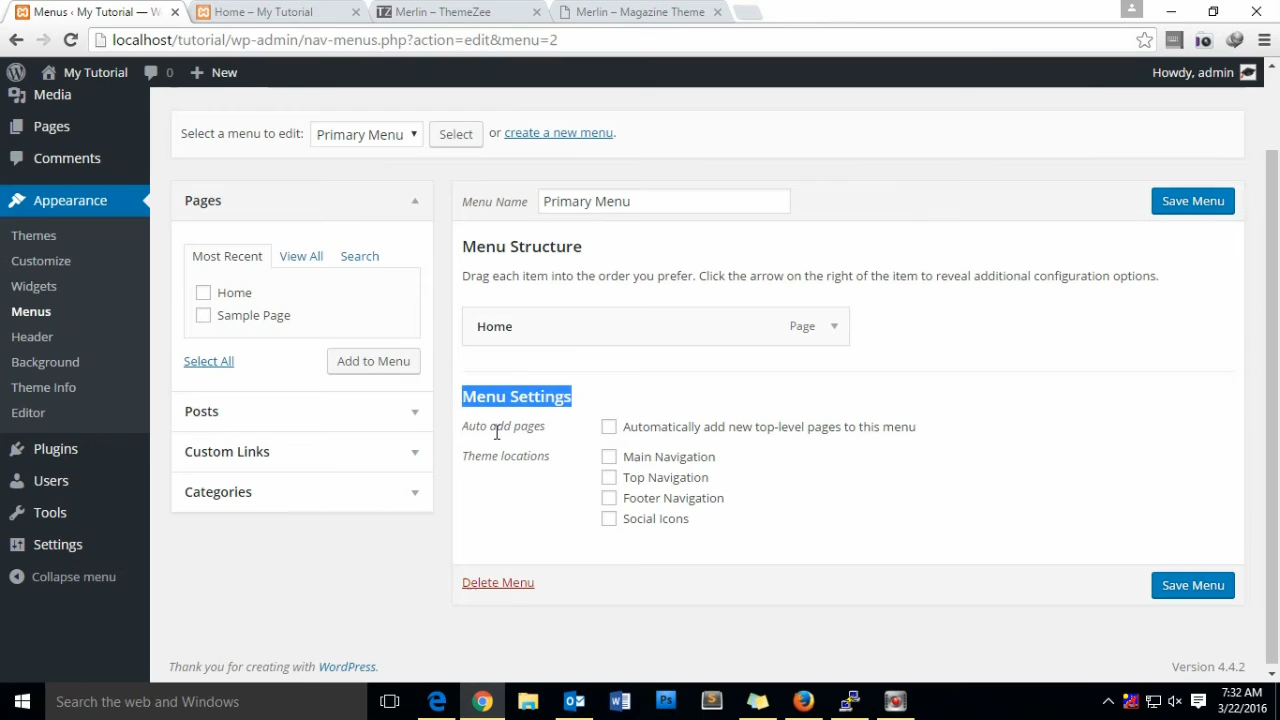 Menus ‹ My Tutorial — W
Home – My Tutorial
TZ Merlin – ThemeZee
Merlin – Magazine Theme
localhost/tutorial/wp-admin/nav-menus.php?action=edit&menu=2
My Tutorial
0
New
Howdy, admin
Media
Pages
Comments
Appearance
Themes
Customize
Widgets
Menus
Header
Background
Theme Info
Editor
Plugins
Users
Tools
Settings
Collapse menu
Select a menu to edit: Primary Menu Select or create a new menu.
Pages
Most Recent View All Search
Home
Sample Page
Select All Add to Menu
Posts
Custom Links
Categories
Menu Name Primary Menu Save Menu
Menu Structure
Drag each item into the order you prefer. Click the arrow on the right of the item to reveal additional configuration options.
Home Page
Menu Settings
Auto add pages Automatically add new top-level pages to this menu
Theme locations Main Navigation
Top Navigation
Footer Navigation
Social Icons
Delete Menu Save Menu
Thank you for creating with WordPress. Version 4.4.2
Search the web and Windows
Ps
S
7:32 AM
3/22/2016